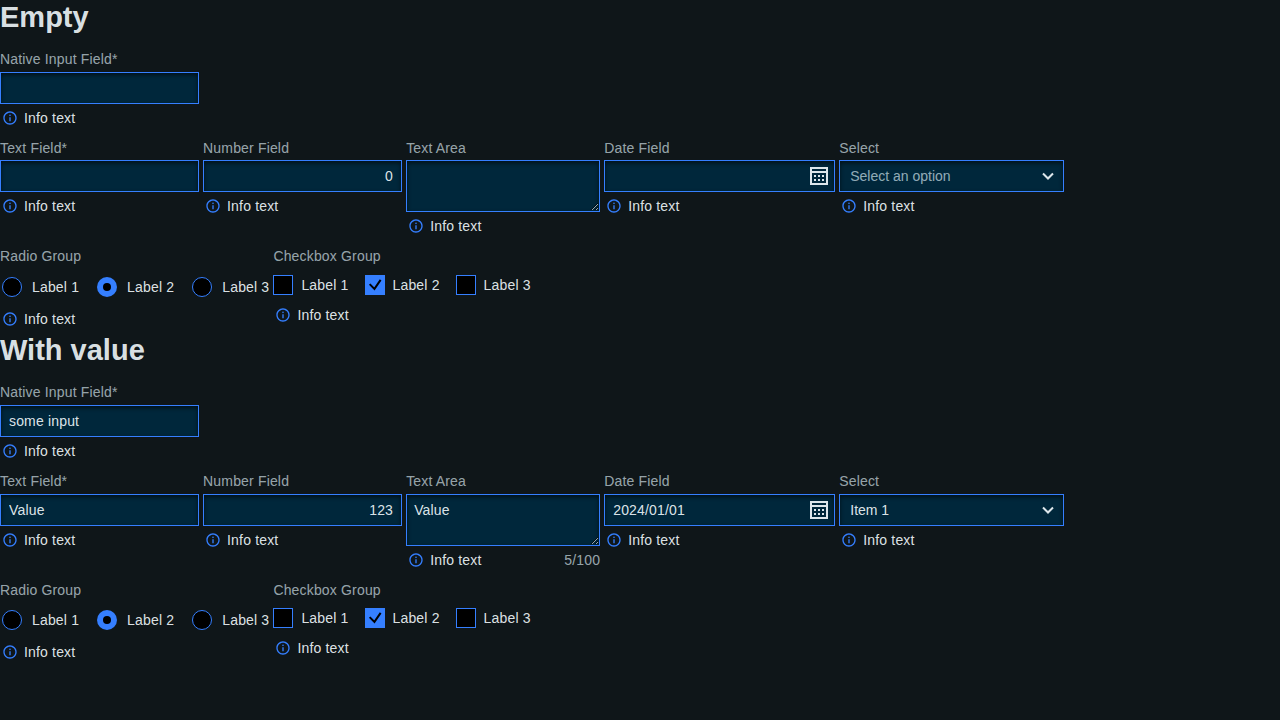 Empty
Native Input Field*
Info text
Text Field* Number Field Text Area Date Field Select
0 Select an option
Info text Info text Info text Info text
Info text
Radio Group Checkbox Group
Label 1 Label 2 Label 3 Label 1 Label 2 Label 3
Info text Info text
With value
Native Input Field*
some input
Info text
Text Field* Number Field Text Area Date Field Select
Value 123 Value 2024/01/01 Item 1
Info text Info text Info text Info text
Info text 5/100
Radio Group Checkbox Group
Label 1 Label 2 Label 3 Label 1 Label 2 Label 3
Info text Info text